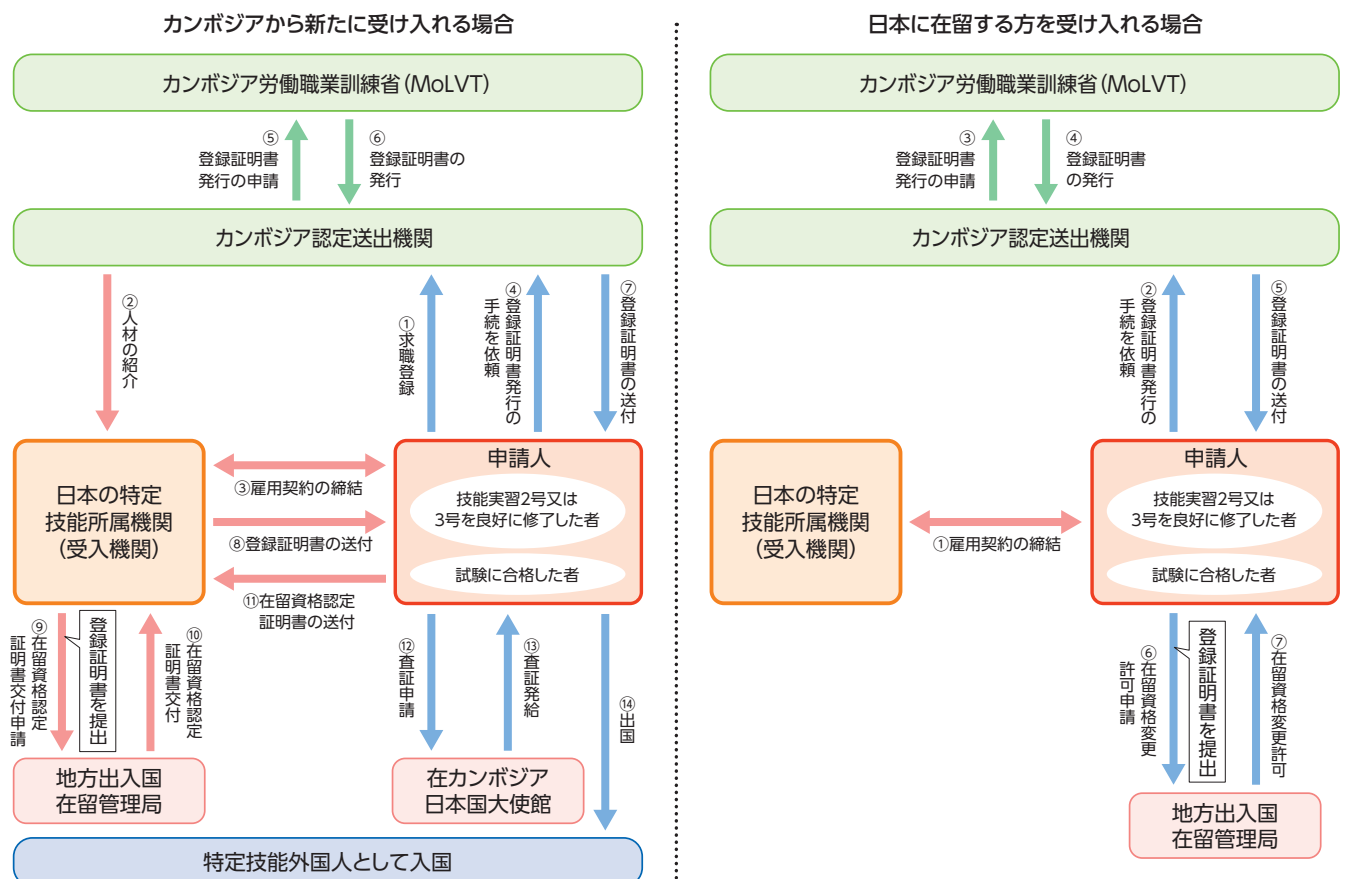 カンボジアから新たに受け入れる場合
カンボジア労働職業訓練省(MoLVT)
⑤
登録証明書
発行の申請
⑥
登録証明書の
発行
カンボジア認定送出機関
②人材の紹介
①求職登録
④登録証明書発行の
手続を依頼
⑦登録証明書の送付
日本の特定
技能所属機関
(受入機関)
③雇用契約の締結
⑧登録証明書の送付
⑪在留資格認定
証明書の送付
申請人
技能実習2号又は
3号を良好に修了した者
試験に合格した者
⑨在留資格認定
証明書交付申請
登録証明書を提出
⑩在留資格認定
証明書交付
⑫査証申請
⑬査証発給
⑭出国
地方出入国
在留管理局
在カンボジア
日本国大使館
特定技能外国人として入国
日本に在留する方を受け入れる場合
カンボジア労働職業訓練省(MoLVT)
③
登録証明書
発行の申請
④
登録証明書
の発行
カンボジア認定送出機関
②登録証明書発行の
手続を依頼
⑤登録証明書の送付
日本の特定
技能所属機関
(受入機関)
①雇用契約の締結
申請人
技能実習2号又は
3号を良好に修了した者
試験に合格した者
⑥在留資格変更
許可申請
登録証明書を提出
⑦在留資格変更許可
地方出入国
在留管理局